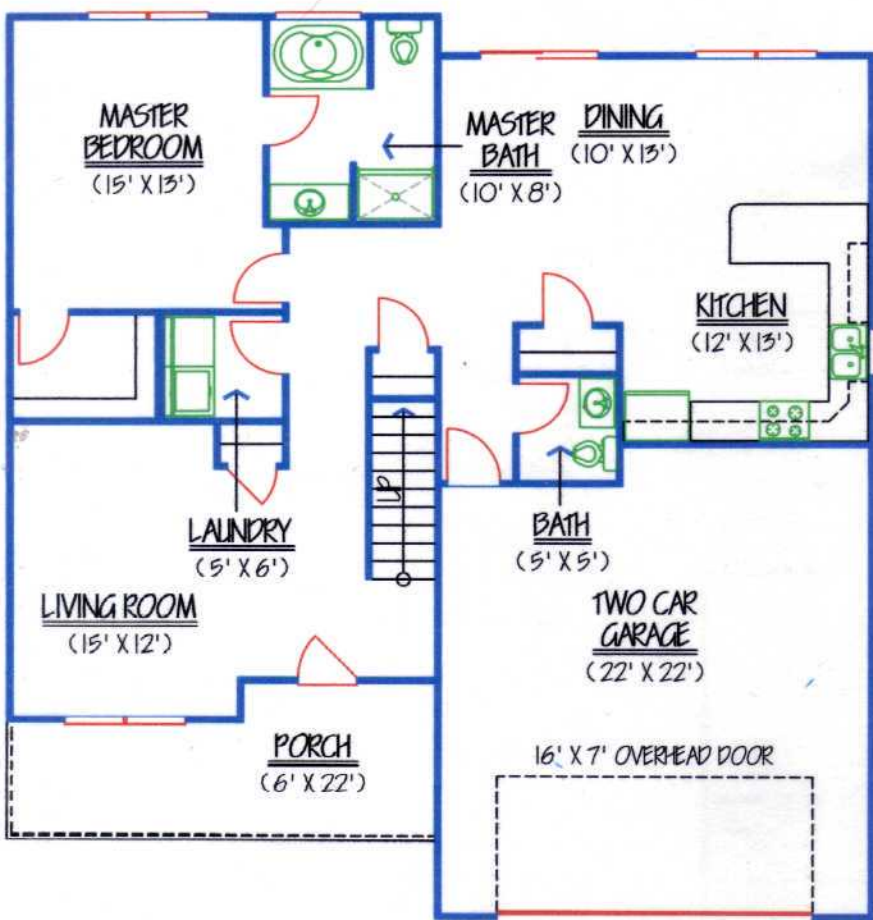 MASTER
BEDROOM
(15' X 13')
MASTER
BATH
(10' X 8')
DINING
(10' X 13')
KITCHEN
(12' X 13')
UP
LAUNDRY
(5' X 6')
BATH
(5' X 5')
LIVING ROOM
(15' X 12')
TWO CAR
GARAGE
(22' X 22')
PORCH
(6' X 22')
16' X 7' OVERHEAD DOOR